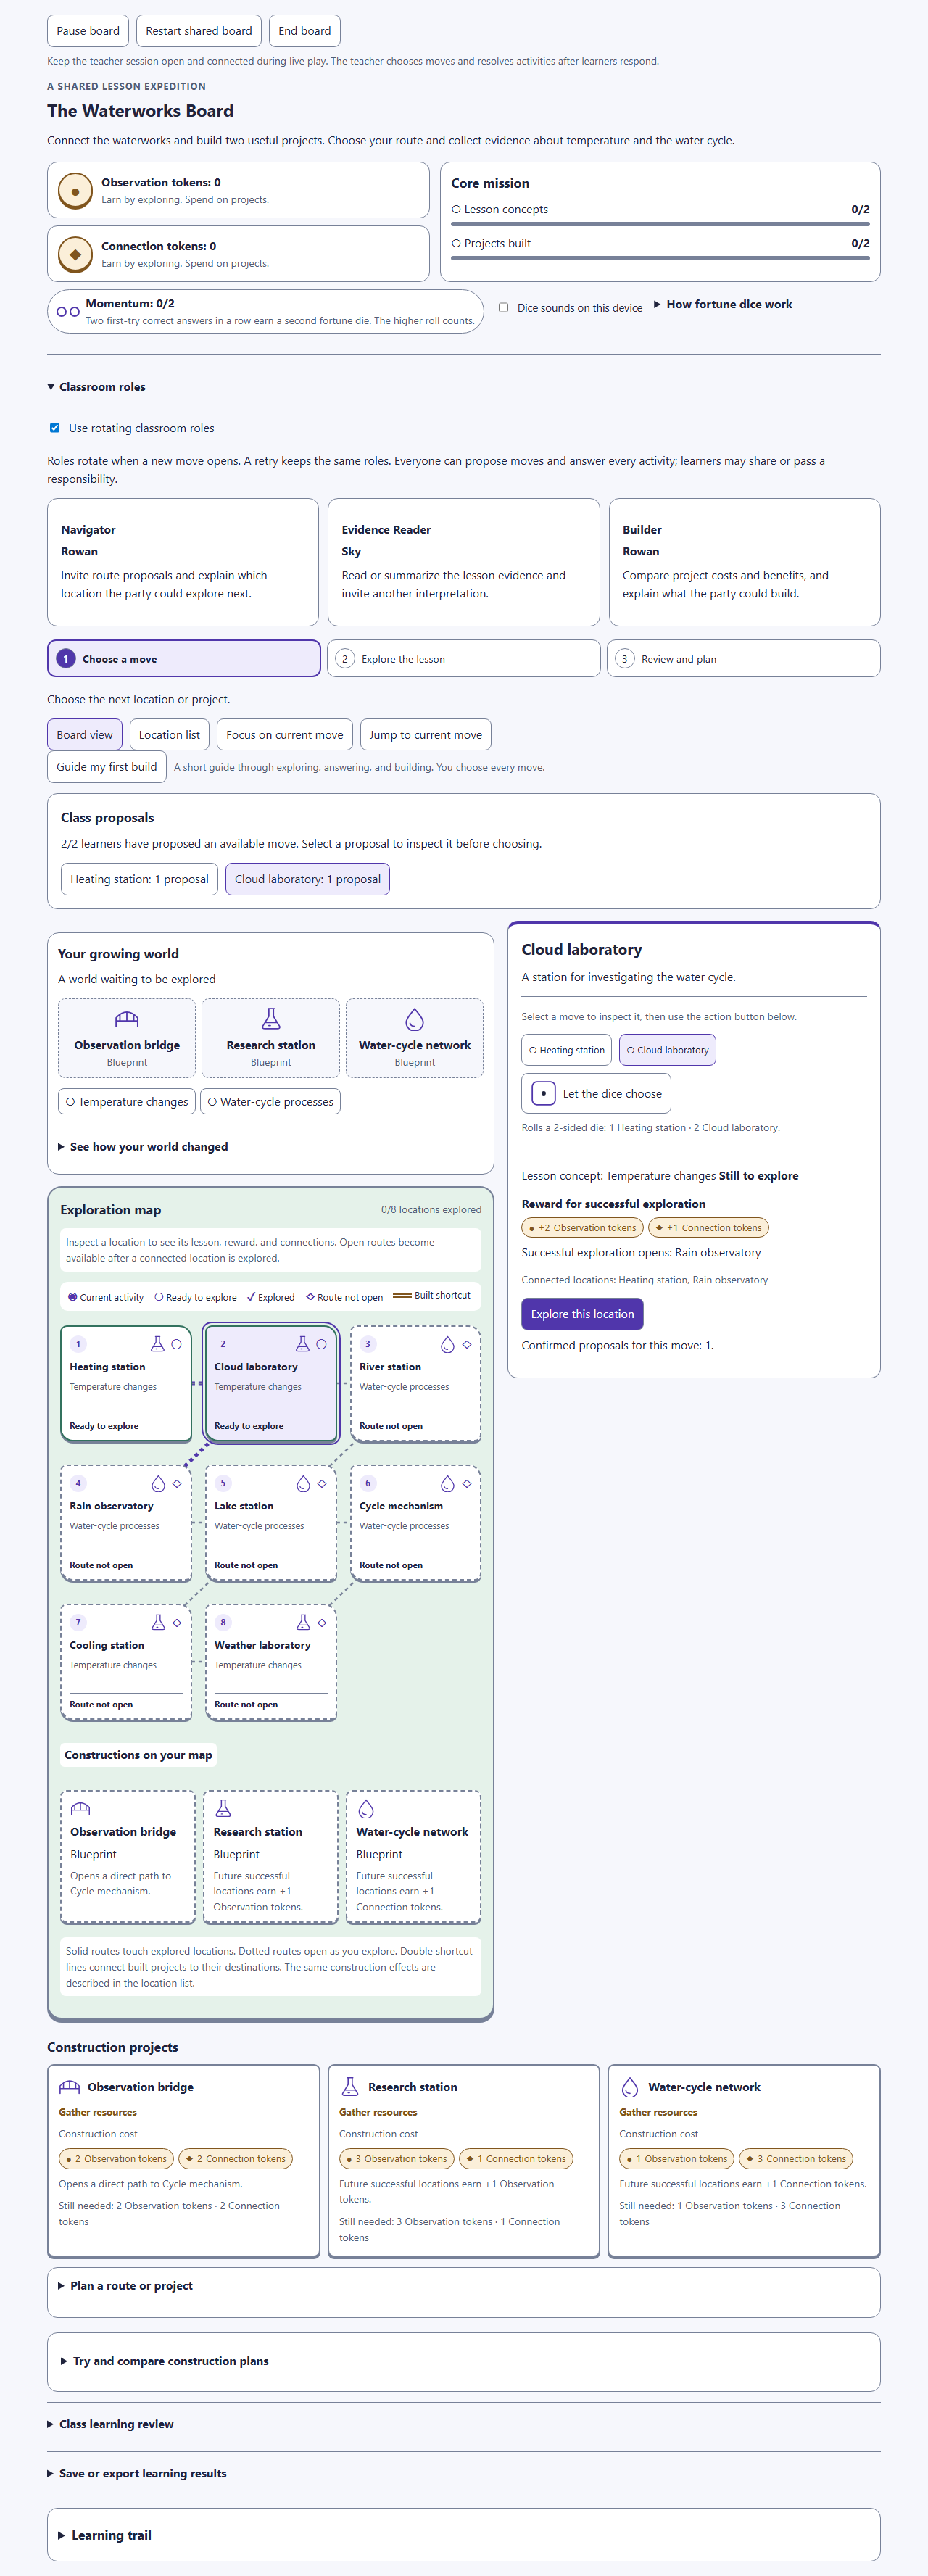 Pause board
Restart shared board
End board
Keep the teacher session open and connected during live play. The teacher chooses moves and resolves activities after learners respond.
A SHARED LESSON EXPEDITION
The Waterworks Board
Connect the waterworks and build two useful projects. Choose your route and collect evidence about temperature and the water cycle.
Observation tokens: 0
Earn by exploring. Spend on projects.
Connection tokens: 0
Earn by exploring. Spend on projects.
Core mission
Lesson concepts 0/2
Projects built 0/2
Momentum: 0/2
Two first-try correct answers in a row earn a second fortune die. The higher roll counts.
Dice sounds on this device
How fortune dice work
Classroom roles
Use rotating classroom roles
Roles rotate when a new move opens. A retry keeps the same roles. Everyone can propose moves and answer every activity; learners may share or pass a
responsibility.
Navigator
Rowan
Invite route proposals and explain which
location the party could explore next.
Evidence Reader
Sky
Read or summarize the lesson evidence and
invite another interpretation.
Builder
Rowan
Compare project costs and benefits, and
explain what the party could build.
1 Choose a move
2 Explore the lesson
3 Review and plan
Choose the next location or project.
Board view
Location list
Focus on current move
Jump to current move
Guide my first build
A short guide through exploring, answering, and building. You choose every move.
Class proposals
2/2 learners have proposed an available move. Select a proposal to inspect it before choosing.
Heating station: 1 proposal
Cloud laboratory: 1 proposal
Your growing world
A world waiting to be explored
Observation bridge
Blueprint
Research station
Blueprint
Water-cycle network
Blueprint
Temperature changes
Water-cycle processes
See how your world changed
Cloud laboratory
A station for investigating the water cycle.
Select a move to inspect it, then use the action button below.
Heating station
Cloud laboratory
Let the dice choose
Rolls a 2-sided die: 1 Heating station · 2 Cloud laboratory.
Lesson concept: Temperature changes Still to explore
Reward for successful exploration
+2 Observation tokens
+1 Connection tokens
Successful exploration opens: Rain observatory
Connected locations: Heating station, Rain observatory
Explore this location
Confirmed proposals for this move: 1.
Exploration map
0/8 locations explored
Inspect a location to see its lesson, reward, and connections. Open routes become
available after a connected location is explored.
Current activity
Ready to explore
Explored
Route not open
Built shortcut
1
Heating station
Temperature changes
Ready to explore
2
Cloud laboratory
Temperature changes
Ready to explore
3
River station
Water-cycle processes
Route not open
4
Rain observatory
Water-cycle processes
Route not open
5
Lake station
Water-cycle processes
Route not open
6
Cycle mechanism
Water-cycle processes
Route not open
7
Cooling station
Temperature changes
Route not open
8
Weather laboratory
Temperature changes
Route not open
Constructions on your map
Observation bridge
Blueprint
Opens a direct path to
Cycle mechanism.
Research station
Blueprint
Future successful
locations earn +1
Observation tokens.
Water-cycle network
Blueprint
Future successful
locations earn +1
Connection tokens.
Solid routes touch explored locations. Dotted routes open as you explore. Double shortcut
lines connect built projects to their destinations. The same construction effects are
described in the location list.
Construction projects
Observation bridge
Gather resources
Construction cost
2 Observation tokens
2 Connection tokens
Opens a direct path to Cycle mechanism.
Still needed: 2 Observation tokens · 2 Connection
tokens
Research station
Gather resources
Construction cost
3 Observation tokens
1 Connection tokens
Future successful locations earn +1 Observation
tokens.
Still needed: 3 Observation tokens · 1 Connection
tokens
Water-cycle network
Gather resources
Construction cost
1 Observation tokens
3 Connection tokens
Future successful locations earn +1 Connection tokens.
Still needed: 1 Observation tokens · 3 Connection
tokens
Plan a route or project
Try and compare construction plans
Class learning review
Save or export learning results
Learning trail